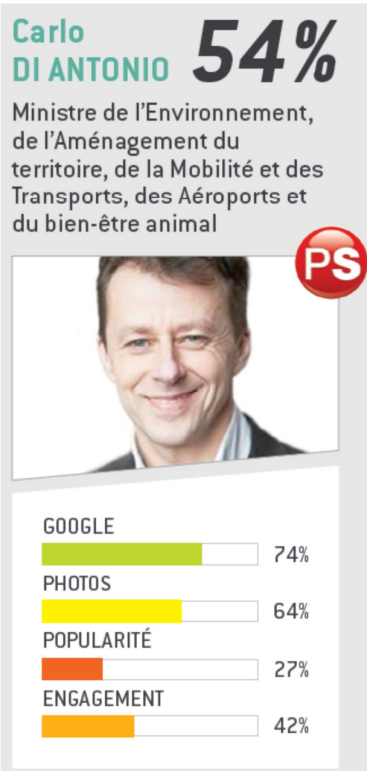 Carlo
DI ANTONIO
54%
Ministre de l'Environnement,
de l'Aménagement du
territoire, de la Mobilité et des
Transports, des Aéroports et
du bien-être animal
PS
GOOGLE
74%
PHOTOS
64%
POPULARITÉ
27%
ENGAGEMENT
42%